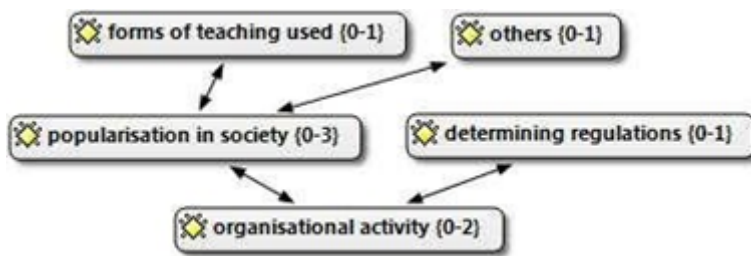 forms of teaching used {0-1}
others {0-1}
popularisation in society {0-3}
determining regulations {0-1}
organisational activity {0-2}